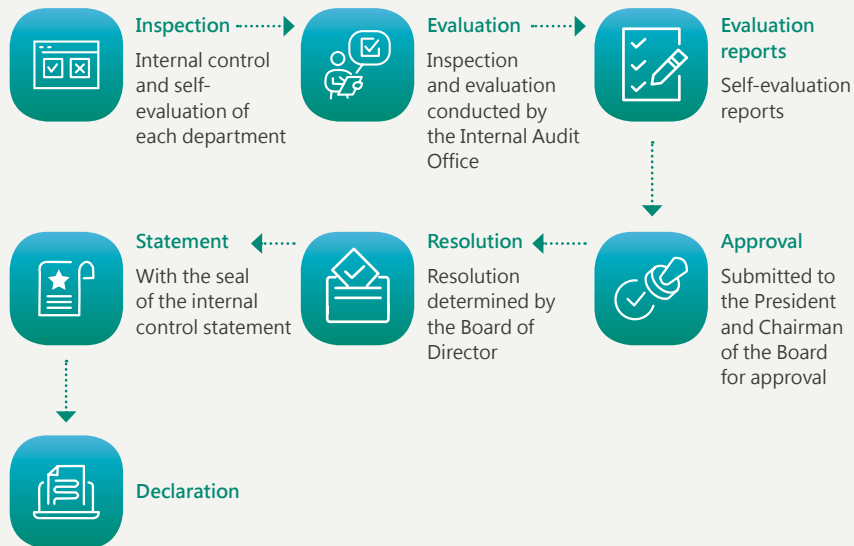 Inspection
Internal control
and self-
evaluation of
each department
Evaluation
Inspection
and evaluation
conducted by
the Internal Audit
Office
Evaluation
reports
Self-evaluation
reports
Approval
Submitted to
the President
and Chairman
of the Board
for approval
Resolution
Resolution
determined by
the Board of
Director
Statement
With the seal
of the internal
control statement
Declaration